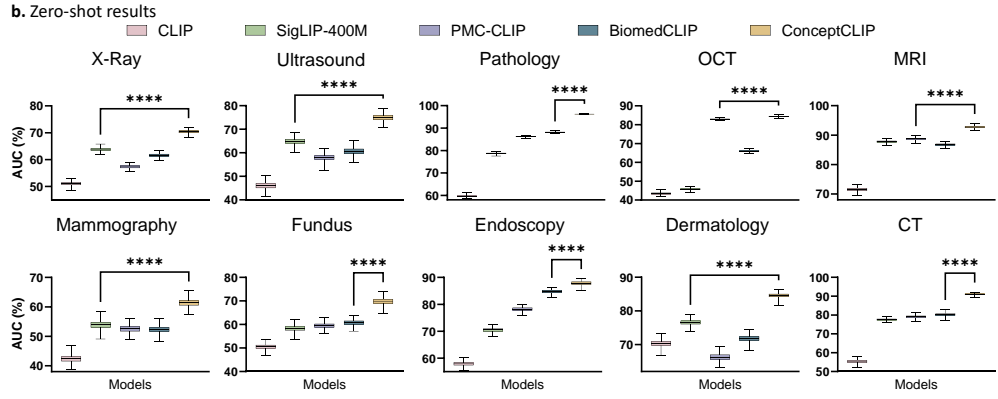 b. Zero-shot results
CLIP SigLIP-400M PMC-CLIP BiomedCLIP ConceptCLIP
X-Ray Ultrasound Pathology OCT MRI
**** **** **** **** ****
AUC (%)
80 70 60 50
80 70 60 50 40
100 80 60
90 80 70 60 50 40
100 90 80 70
Mammography Fundus Endoscopy Dermatology CT
**** **** **** **** ****
AUC (%)
70 60 50 40
80 70 60 50 40
90 80 70 60
90 80 70
100 90 80 70 60 50
Models Models Models Models Models